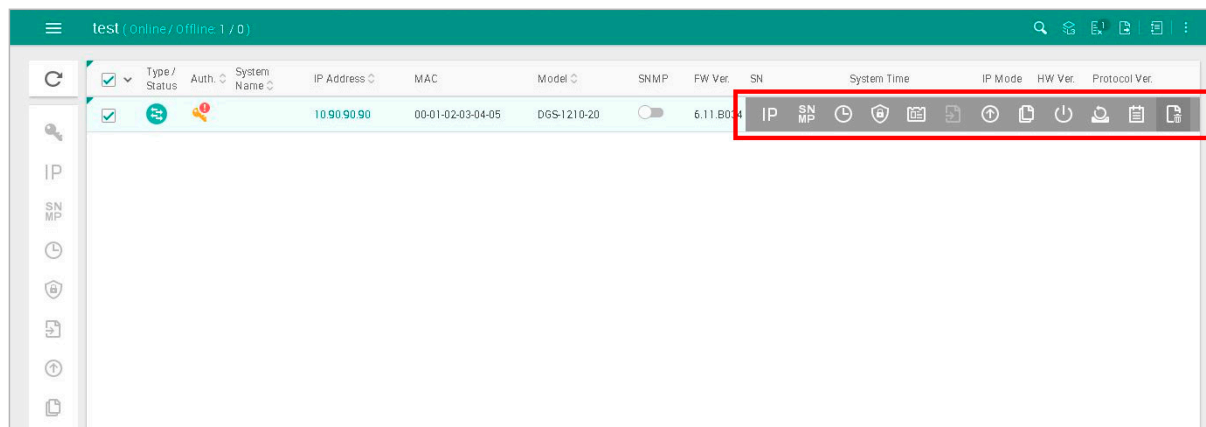 test ( Online / Offline: 1 / 0 )
1
Type / Status Auth. System Name IP Address MAC Model SNMP FW Ver. SN System Time IP Mode HW Ver. Protocol Ver.
10.90.90.90 00-01-02-03-04-05 DGS-1210-20 6.11.B034 IP SN MP
IP
SN
MP